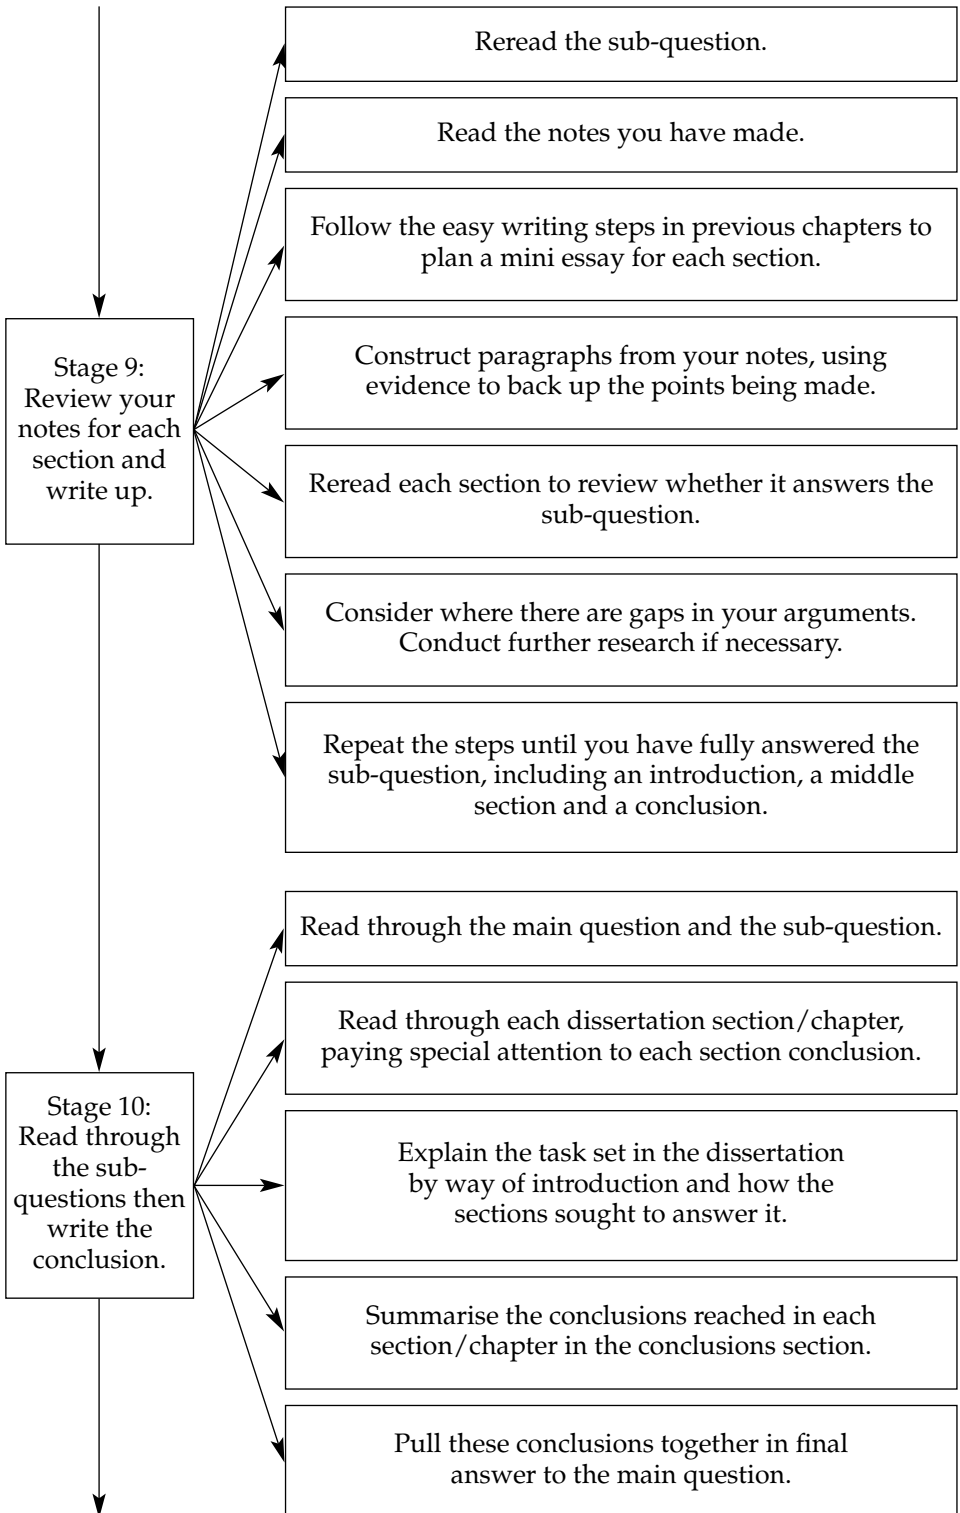 Reread the sub-question.
Read the notes you have made.
Follow the easy writing steps in previous chapters to
plan a mini essay for each section.
Stage 9:
Review your
notes for each
section and
write up.
Construct paragraphs from your notes, using
evidence to back up the points being made.
Reread each section to review whether it answers the
sub-question.
Consider where there are gaps in your arguments.
Conduct further research if necessary.
Repeat the steps until you have fully answered the
sub-question, including an introduction, a middle
section and a conclusion.
Read through the main question and the sub-question.
Read through each dissertation section/chapter,
paying special attention to each section conclusion.
Stage 10:
Read through
the sub-
questions then
write the
conclusion.
Explain the task set in the dissertation
by way of introduction and how the
sections sought to answer it.
Summarise the conclusions reached in each
section/chapter in the conclusions section.
Pull these conclusions together in final
answer to the main question.